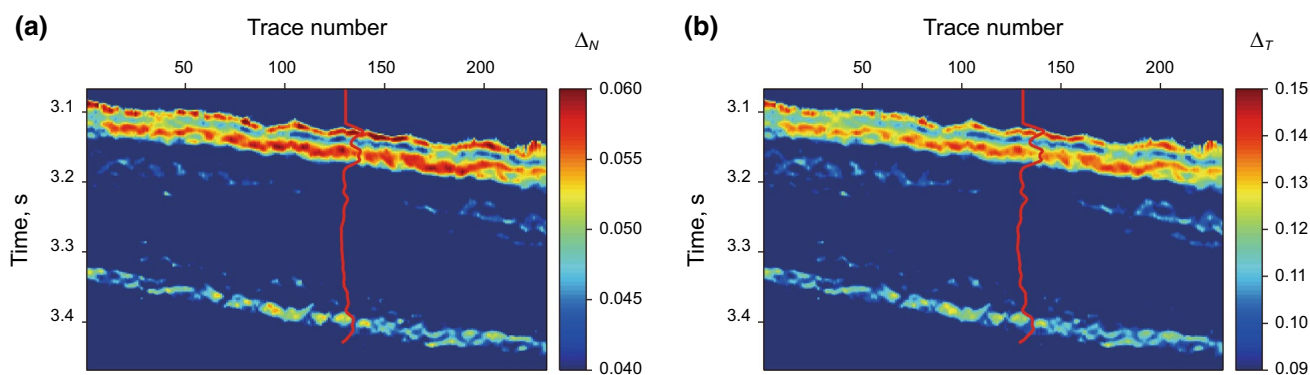 (a)
Trace number
Δ_N
50 100 150 200
3.1
3.2
3.3
3.4
Time, s
0.060
0.055
0.050
0.045
0.040
(b)
Trace number
Δ_T
50 100 150 200
3.1
3.2
3.3
3.4
Time, s
0.15
0.14
0.13
0.12
0.11
0.10
0.09